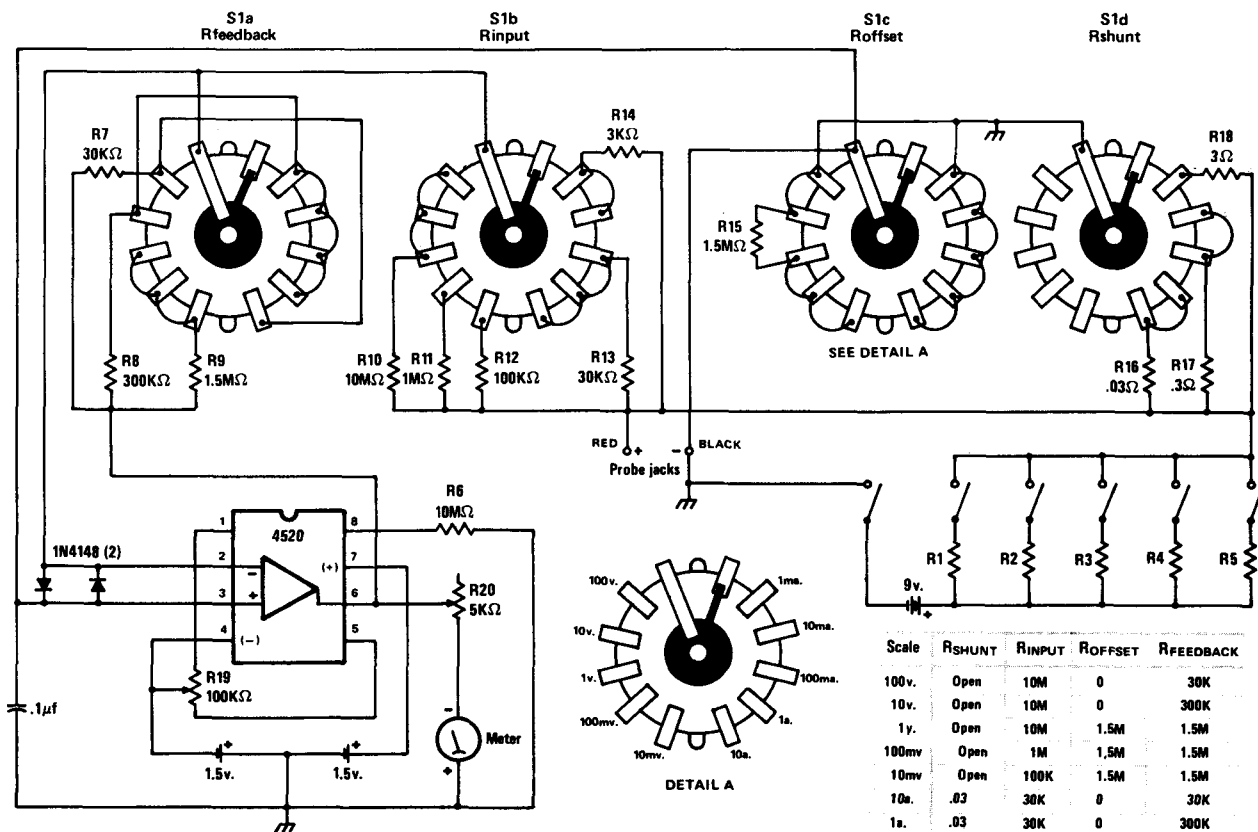 S1a
Rfeedback
S1b
Rinput
S1c
Roffset
S1d
Rshunt
R7
30KΩ
R14
3KΩ
R18
3Ω
R15
1.5MΩ
SEE DETAIL A
R8
300KΩ
R9
1.5MΩ
R10
10MΩ
R11
1MΩ
R12
100KΩ
R13
30KΩ
R16
.03Ω
R17
.3Ω
RED
+
-
BLACK
Probe jacks
R6
10MΩ
1N4148 (2)
4520
1
2
3
4
8
7
6
5
-
+
(+)
(-)
R20
5KΩ
R19
100KΩ
.1µf
+
1.5v.
+
1.5v.
-
Meter
+
R1
R2
R3
R4
R5
9v.
+
100v.
10v.
1v.
100mv.
10mv.
10a.
1a.
100ma.
10ma.
1ma.
DETAIL A
Scale RSHUNT RINPUT ROFFSET RFEEDBACK
100v. Open 10M 0 30K
10v. Open 10M 0 300K
1y. Open 10M 1.5M 1.5M
100mv Open 1M 1,5M 1.5M
10mv Open 100K 1.5M 1.5M
10a. .03 30K 0 30K
1a. .03 30K 0 300K